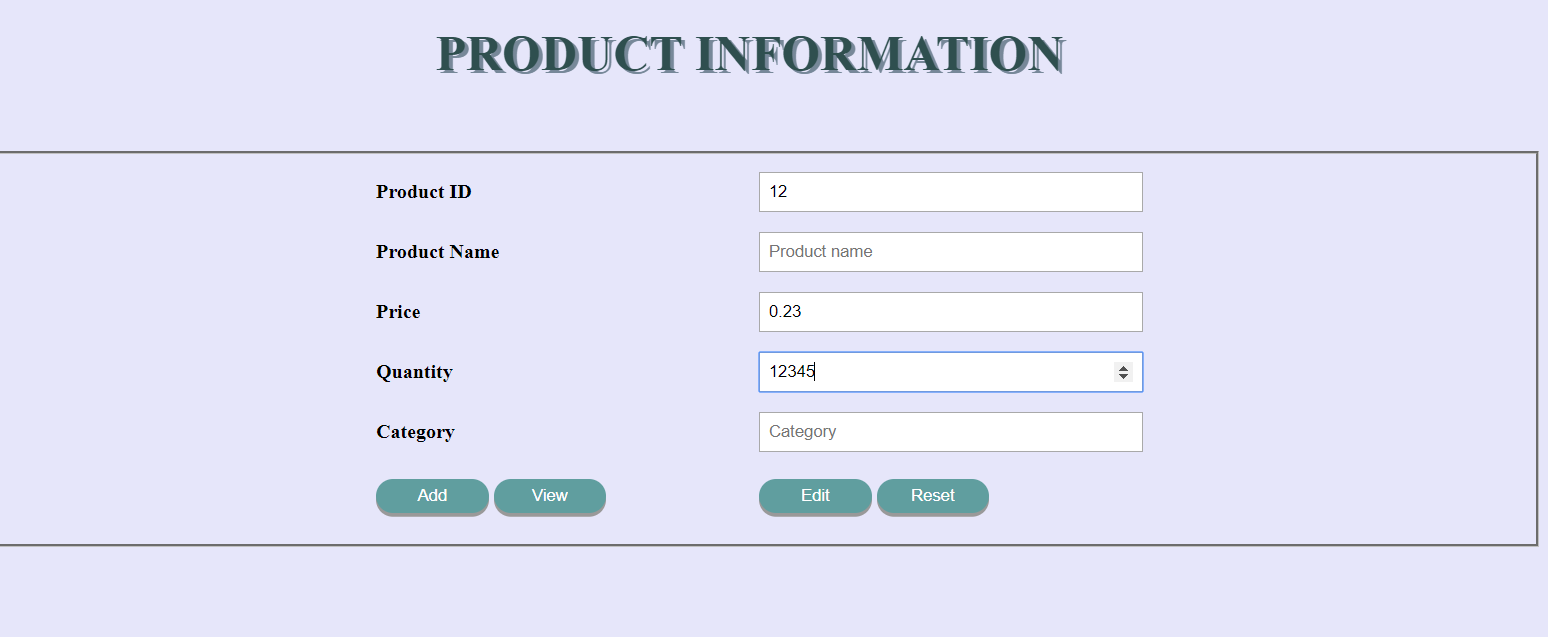 PRODUCT INFORMATION
Product ID 12
Product Name Product name
Price 0.23
Quantity 12345
Category Category
Add View Edit Reset